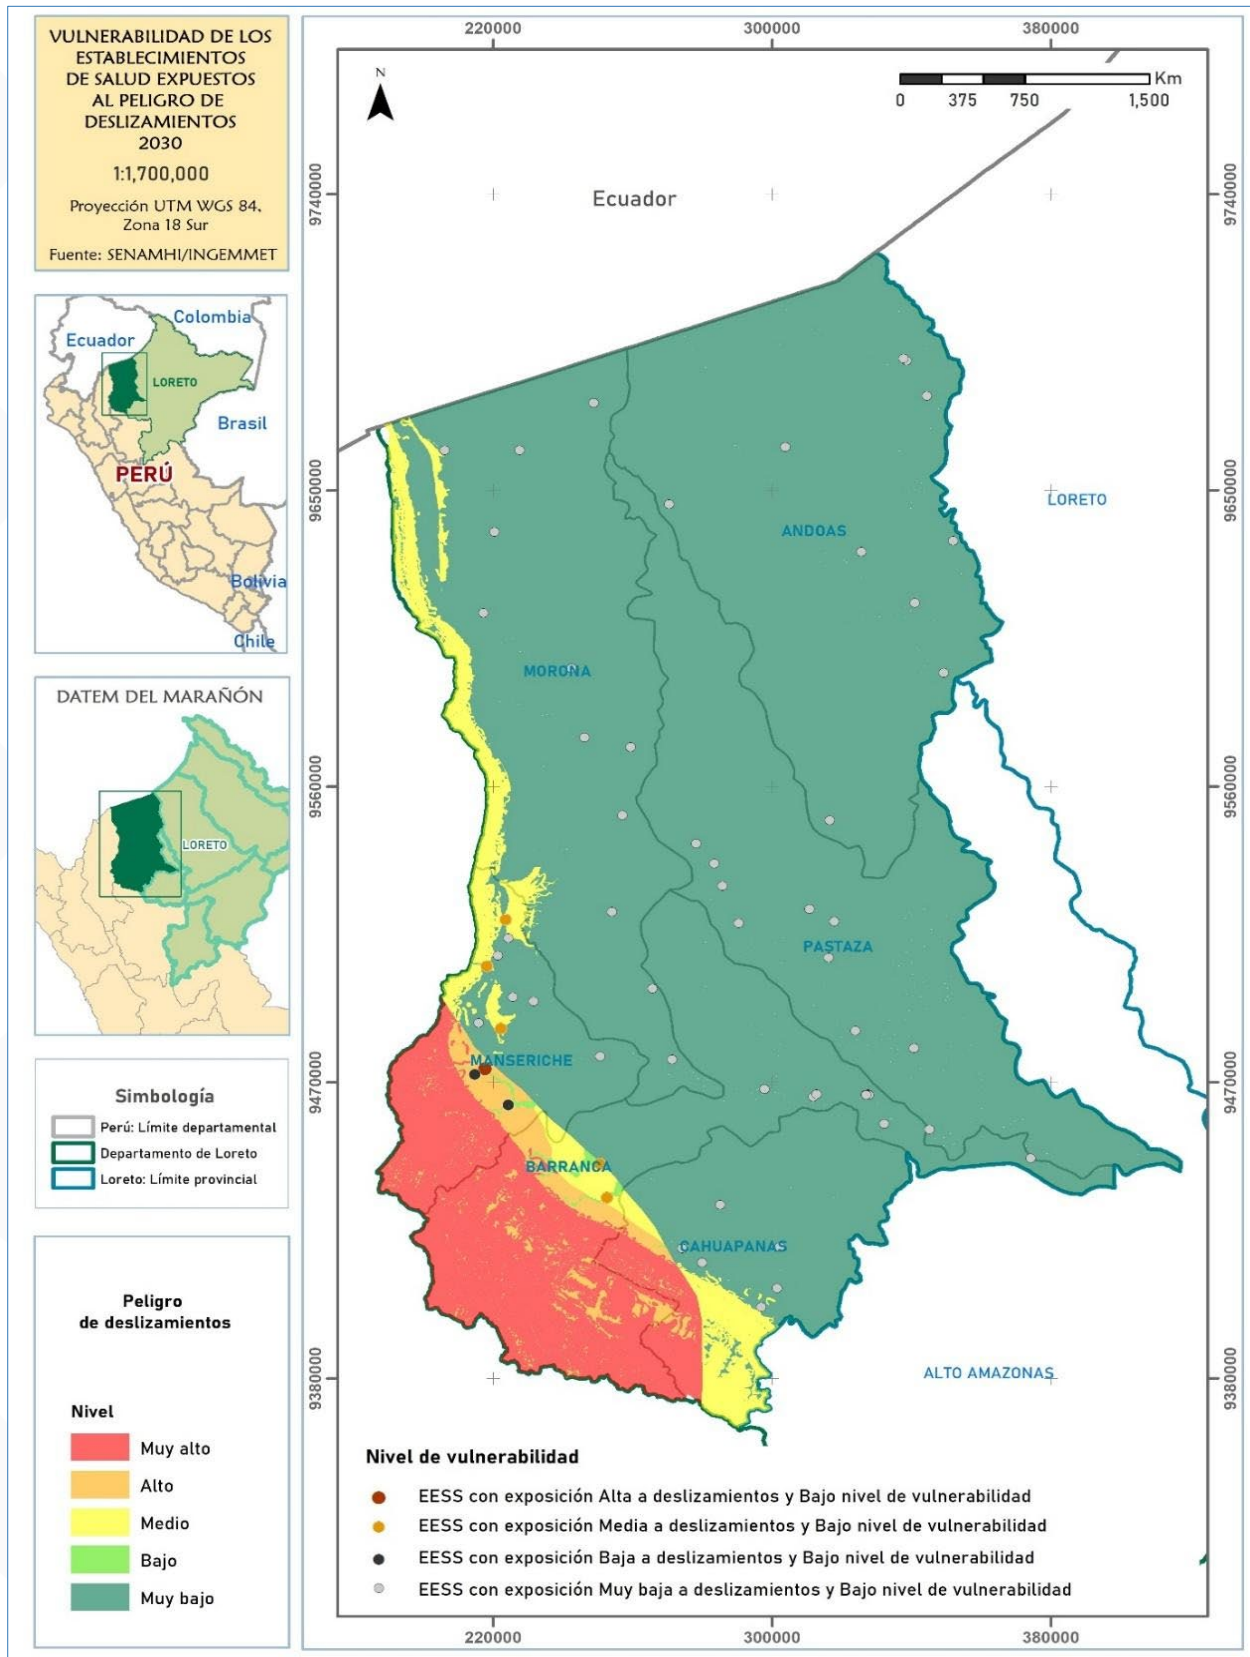 VULNERABILIDAD DE LOS
ESTABLECIMIENTOS
DE SALUD EXPUESTOS
AL PELIGRO DE
DESLIZAMIENTOS
2030
1:1,700,000
Proyección UTM WGS 84,
Zona 18 Sur
Fuente: SENAMHI/INGEMMET
Colombia
Ecuador
LORETO
Brasil
PERÚ
Bolivia
Chile
DATEM DEL MARAÑÓN
LORETO
Simbología
Perú: Límite departamental
Departamento de Loreto
Loreto: Límite provincial
Peligro
de deslizamientos
Nivel
Muy alto
Alto
Medio
Bajo
Muy bajo
220000 300000 380000
N
Km
0 375 750 1,500
9740000 9740000
Ecuador
9650000 9650000
LORETO
ANDOAS
MORONA
9560000 9560000
PASTAZA
MANSERICHE
9470000 9470000
BARRANCA
CAHUAPANAS
ALTO AMAZONAS
9380000 9380000
Nivel de vulnerabilidad
EESS con exposición Alta a deslizamientos y Bajo nivel de vulnerabilidad
EESS con exposición Media a deslizamientos y Bajo nivel de vulnerabilidad
EESS con exposición Baja a deslizamientos y Bajo nivel de vulnerabilidad
EESS con exposición Muy baja a deslizamientos y Bajo nivel de vulnerabilidad
220000 300000 380000